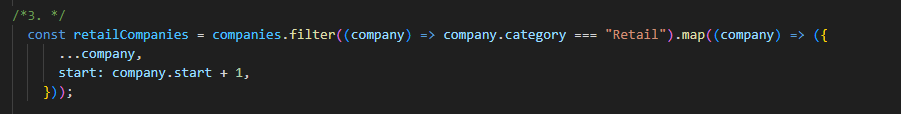 /*3. */
const retailCompanies = companies.filter((company) => company.category === "Retail").map((company) => ({
...company,
start: company.start + 1,
}));